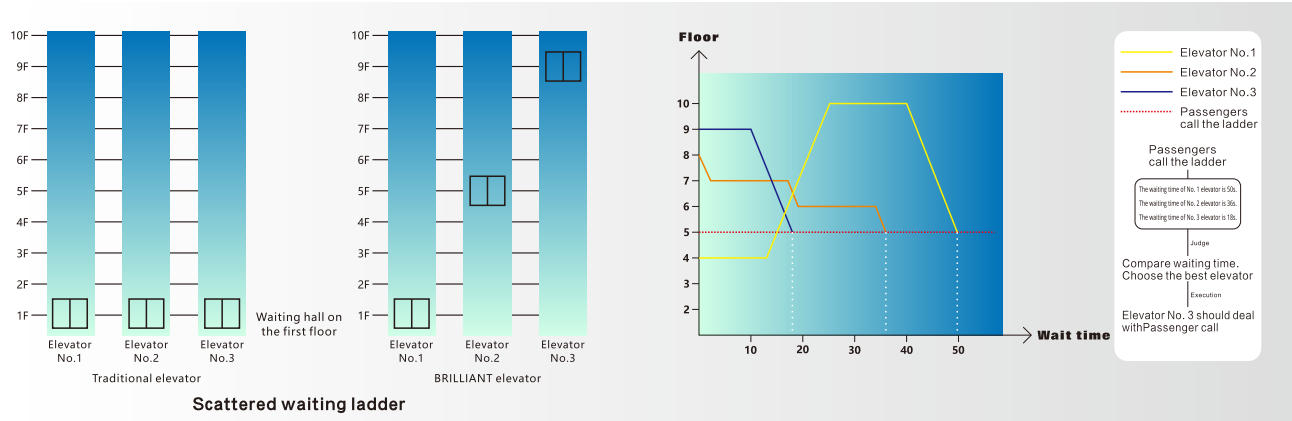 10F
9F
8F
7F
6F
5F
4F
3F
2F
1F
Elevator
No.1
Elevator
No.2
Elevator
No.3
Traditional elevator
Waiting hall on
the first floor
10F
9F
8F
7F
6F
5F
4F
3F
2F
1F
Elevator
No.1
Elevator
No.2
Elevator
No.3
BRILLIANT elevator
Scattered waiting ladder
Floor
10
9
8
7
6
5
4
3
2
10 20 30 40 50
Wait time
Elevator No.1
Elevator No.2
Elevator No.3
Passengers
call the ladder
Passengers
call the ladder
The waiting time of No. 1 elevator is 50s.
The waiting time of No. 2 elevator is 36s.
The waiting time of No. 3 elevator is 18s.
Judge
Compare waiting time.
Choose the best elevator
Execution
Elevator No. 3 should deal
withPassenger call